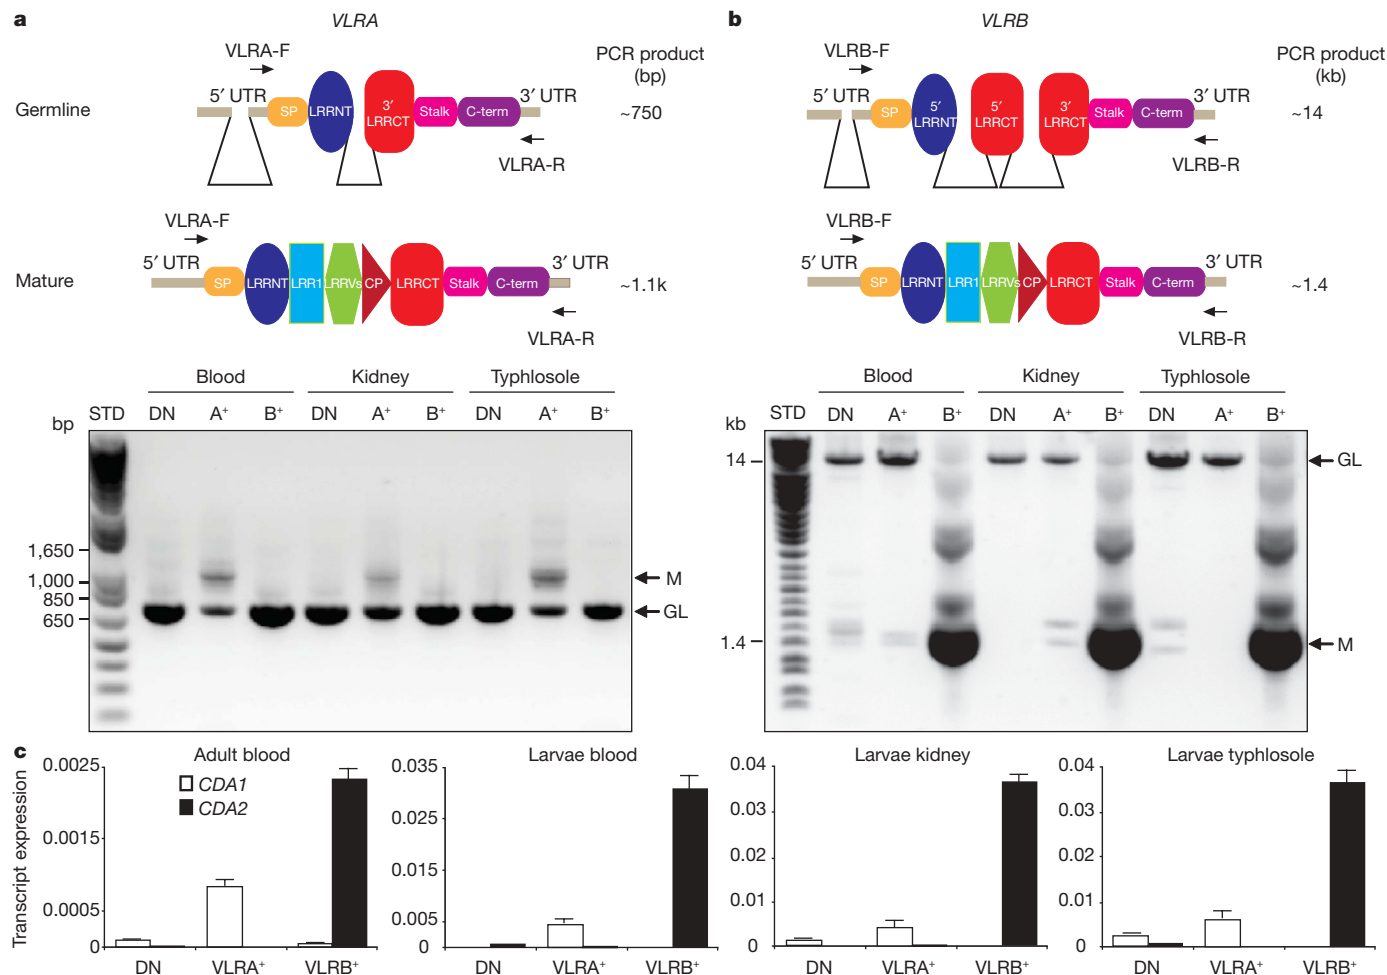 a
VLRA
VLRA-F
PCR product
(bp)
Germline
5′ UTR
SP
LRRNT
3′
LRRCT
Stalk
C-term
3′ UTR
~750
VLRA-R
VLRA-F
Mature
5′ UTR
SP
LRRNT
LRR1
LRRVs
CP
LRRCT
Stalk
C-term
3′ UTR
~1.1k
VLRA-R
Blood
Kidney
Typhlosole
bp
STD
DN
A+
B+
DN
A+
B+
DN
A+
B+
1,650
1,000
850
650
M
GL
b
VLRB
VLRB-F
PCR product
(kb)
5′ UTR
SP
5′
LRRNT
5′
LRRCT
3′
LRRCT
Stalk
C-term
3′ UTR
~14
VLRB-R
VLRB-F
5′ UTR
SP
LRRNT
LRR1
LRRVs
CP
LRRCT
Stalk
C-term
3′ UTR
~1.4
VLRB-R
Blood
Kidney
Typhlosole
kb
STD
DN
A+
B+
DN
A+
B+
DN
A+
B+
14
1.4
GL
M
c
Transcript expression
Adult blood
CDA1
CDA2
0.0025
0.0015
0.0005
0
DN
VLRA+
VLRB+
Larvae blood
0.035
0.025
0.015
0.005
0
DN
VLRA+
VLRB+
Larvae kidney
0.04
0.03
0.02
0.01
0
DN
VLRA+
VLRB+
Larvae typhlosole
0.04
0.03
0.02
0.01
0
DN
VLRA+
VLRB+